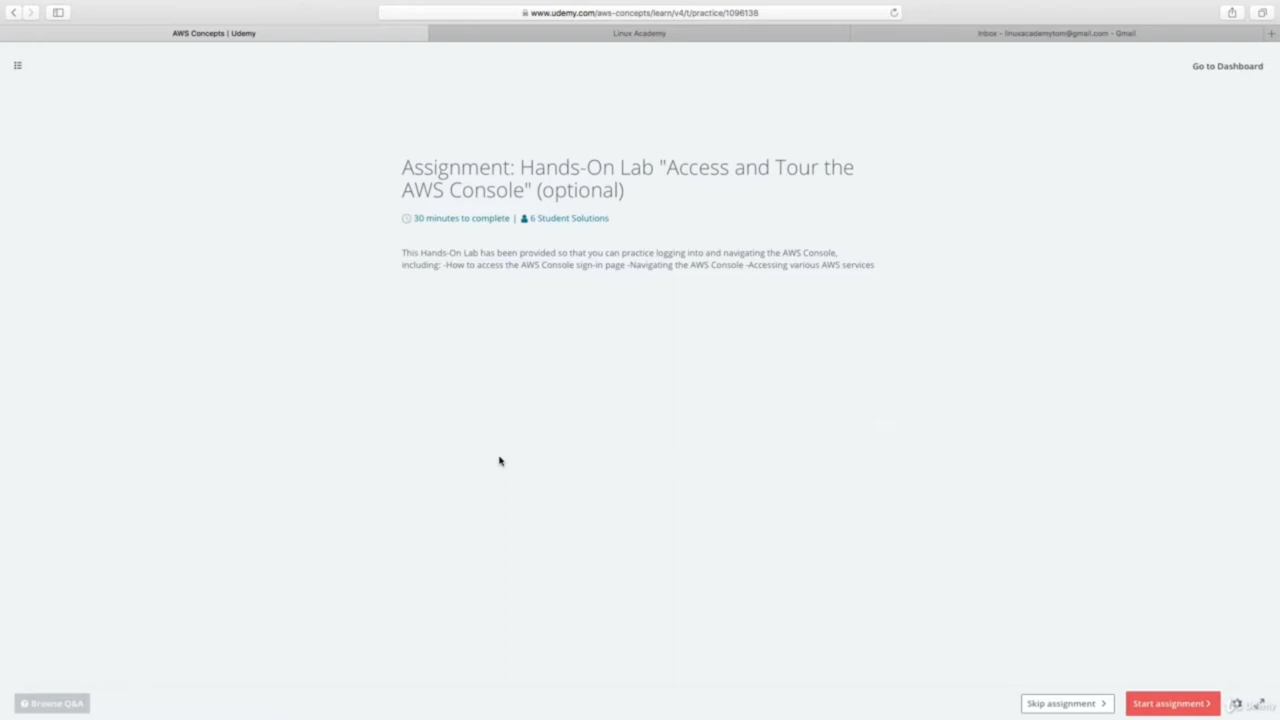 www.udemy.com/aws-concepts/learn/v4/t/practice/1096138
AWS Concepts | Udemy
Linux Academy
Inbox - linuxacademytom@gmail.com - Gmail
Go to Dashboard
Assignment: Hands-On Lab "Access and Tour the
AWS Console" (optional)
30 minutes to complete | 6 Student Solutions
This Hands-On Lab has been provided so that you can practice logging into and navigating the AWS Console,
including: -How to access the AWS Console sign-in page -Navigating the AWS Console -Accessing various AWS services
Browse Q&A
Skip assignment
Start assignment
Udemy